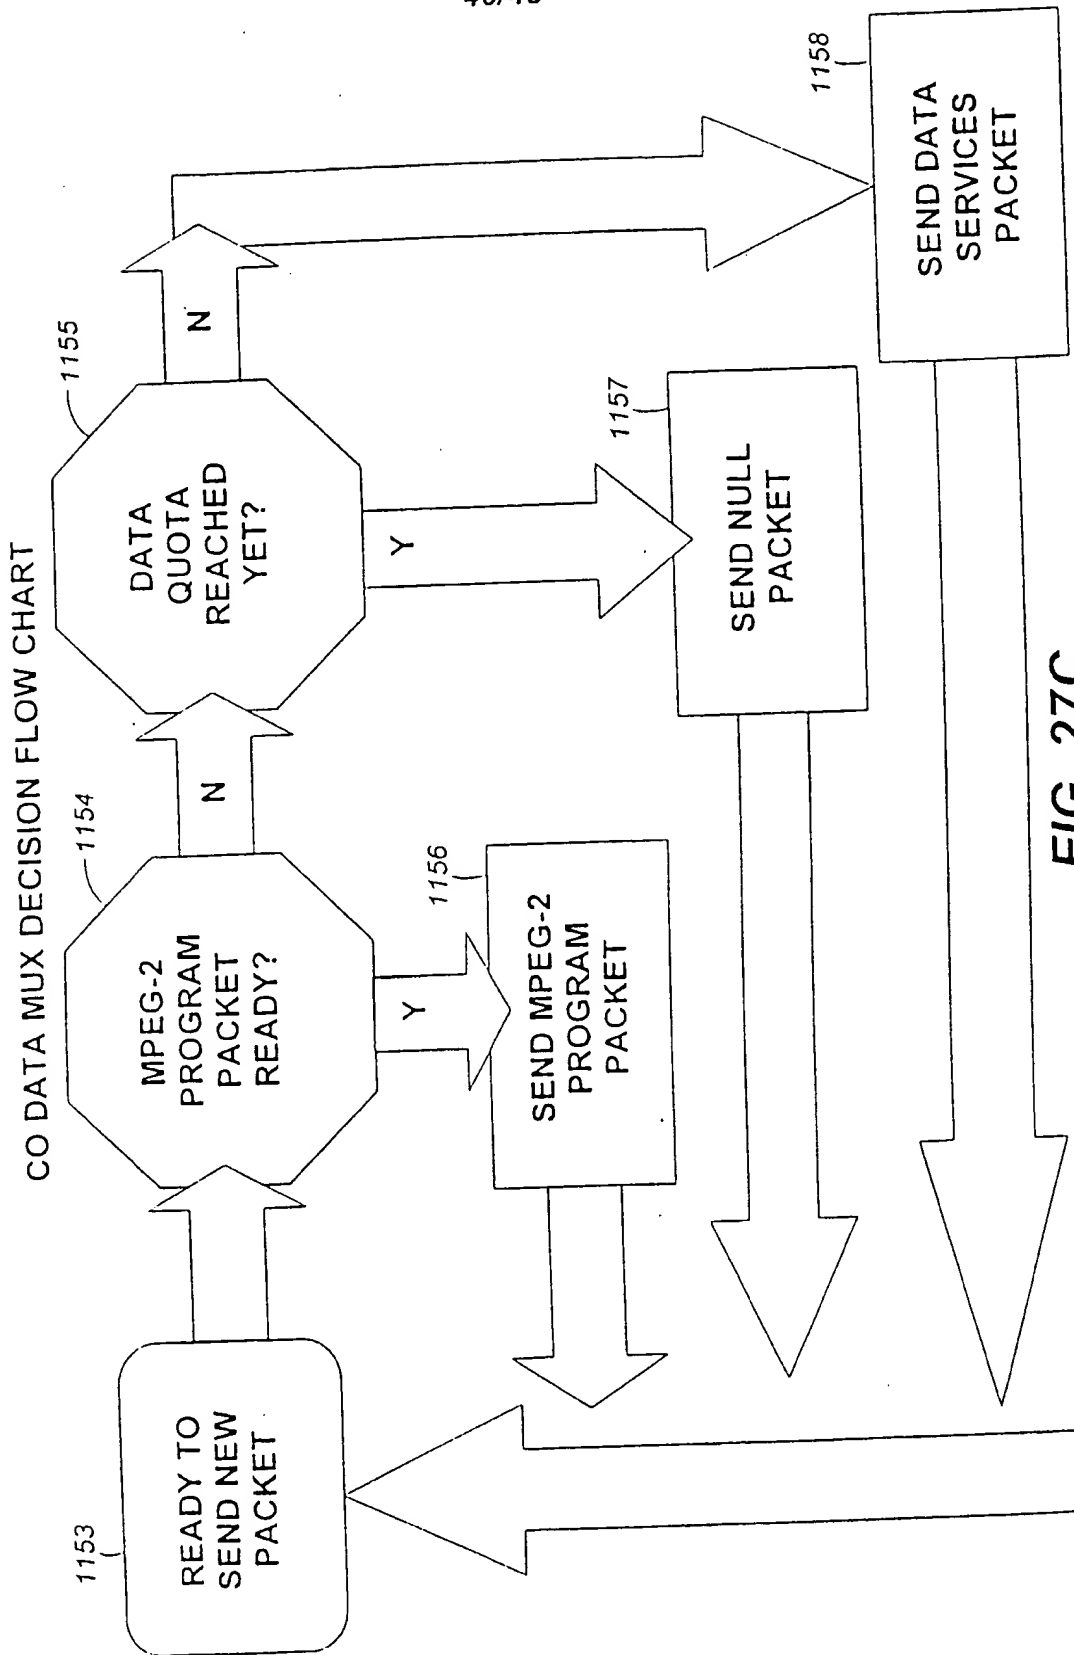 CO DATA MUX DECISION FLOW CHART
1153
READY TO
SEND NEW
PACKET
1154
MPEG-2
PROGRAM
PACKET
READY?
N
Y
1155
DATA
QUOTA
REACHED
YET?
N
Y
1156
SEND MPEG-2
PROGRAM
PACKET
1157
SEND NULL
PACKET
1158
SEND DATA
SERVICES
PACKET
FIG. 27C